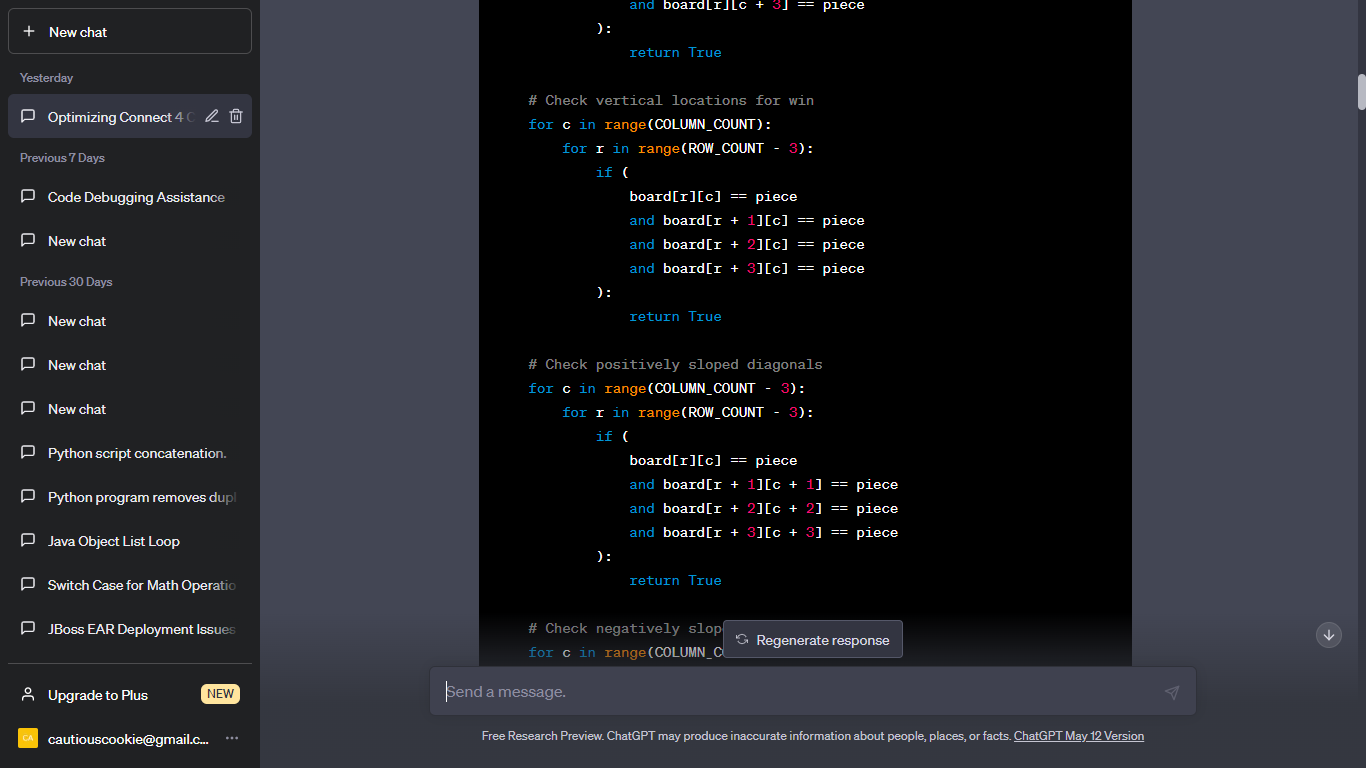 New chat
Yesterday
Optimizing Connect 4
Previous 7 Days
Code Debugging Assistance
New chat
Previous 30 Days
New chat
New chat
New chat
Python script concatenation.
Python program removes dupl
Java Object List Loop
Switch Case for Math Operatio
JBoss EAR Deployment Issues
Upgrade to Plus NEW
CA cautiouscookie@gmail.c...
and board[r][c + 3] == piece
):
return True
# Check vertical locations for win
for c in range(COLUMN_COUNT):
for r in range(ROW_COUNT - 3):
if (
board[r][c] == piece
and board[r + 1][c] == piece
and board[r + 2][c] == piece
and board[r + 3][c] == piece
):
return True
# Check positively sloped diagonals
for c in range(COLUMN_COUNT - 3):
for r in range(ROW_COUNT - 3):
if (
board[r][c] == piece
and board[r + 1][c + 1] == piece
and board[r + 2][c + 2] == piece
and board[r + 3][c + 3] == piece
):
return True
# Check negatively slop
for c in range(COLUMN_C
Regenerate response
Send a message.
Free Research Preview. ChatGPT may produce inaccurate information about people, places, or facts. ChatGPT May 12 Version